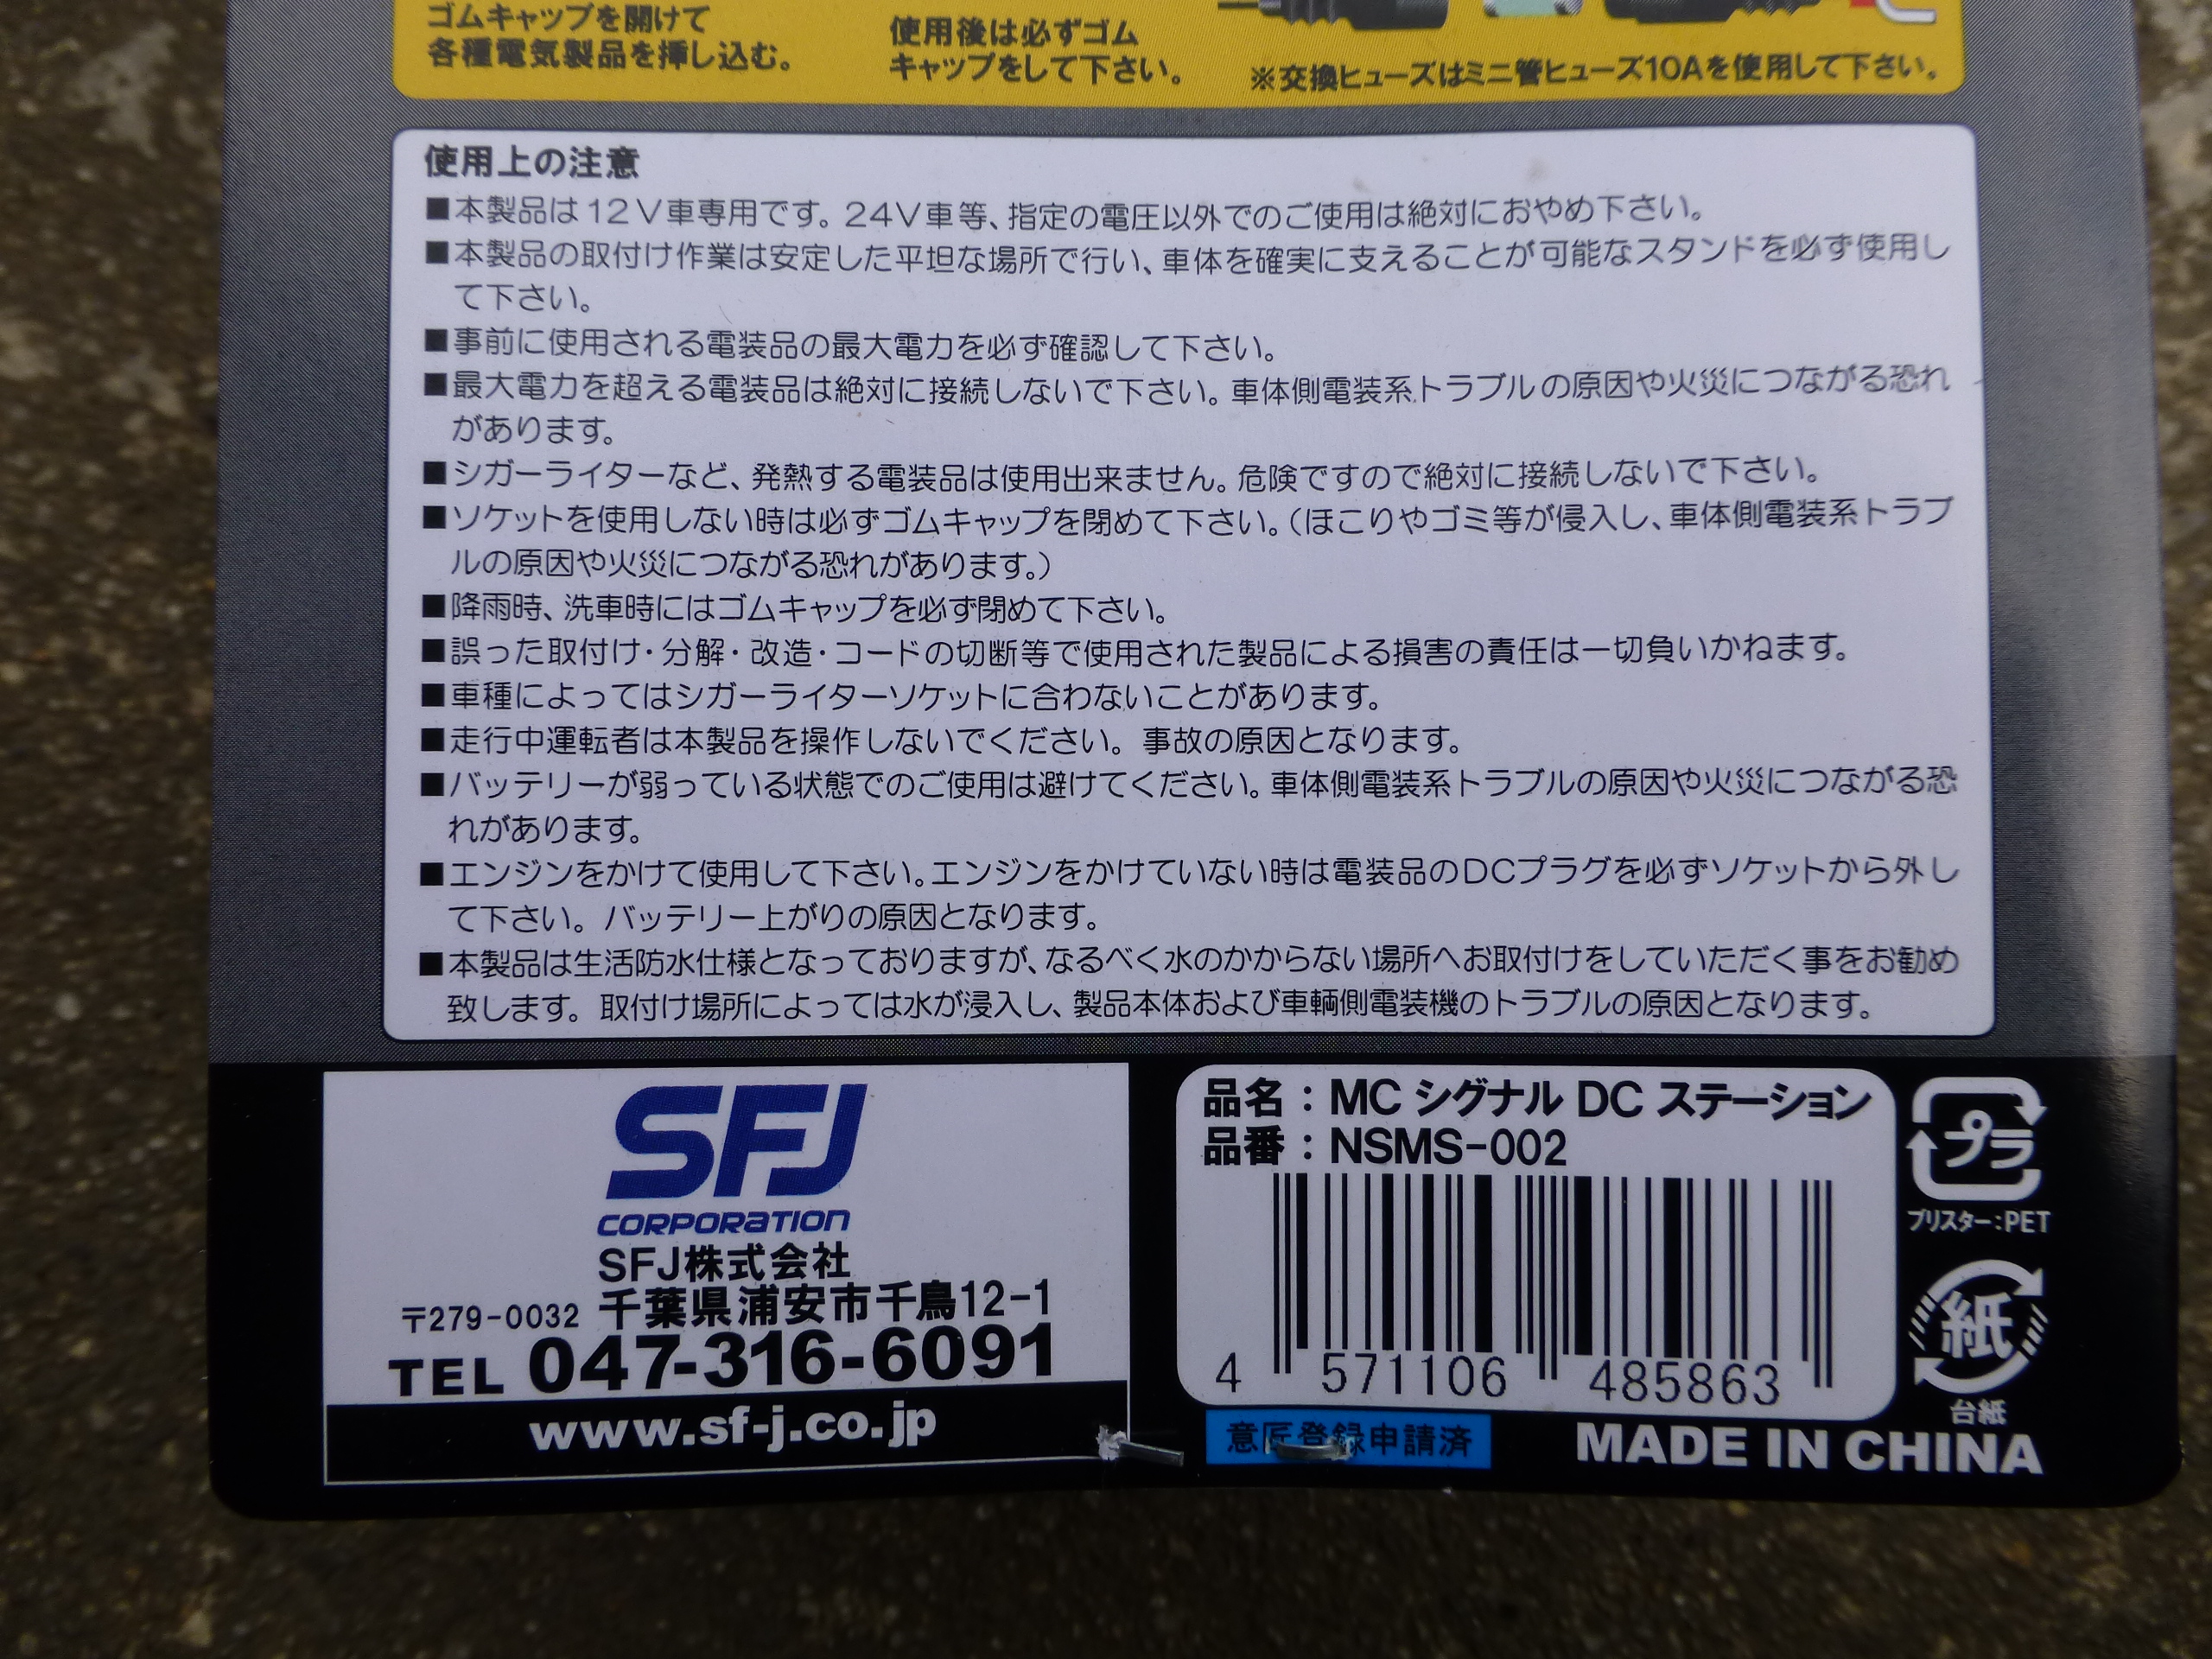 ゴムキャップを開けて
各種電気製品を挿し込む。
使用後は必ずゴム
キャップをして下さい。
※交換ヒューズはミニ管ヒューズ10Aを使用して下さい。
使用上の注意
■本製品は12V車専用です。24V車等、指定の電圧以外でのご使用は絶対におやめ下さい。
■本製品の取付け作業は安定した平坦な場所で行い、車体を確実に支えることが可能なスタンドを必ず使用し
て下さい。
■事前に使用される電装品の最大電力を必ず確認して下さい。
■最大電力を超える電装品は絶対に接続しないで下さい。車体側電装系トラブルの原因や火災につながる恐れ
があります。
■シガーライターなど、発熱する電装品は使用出来ません。危険ですので絶対に接続しないで下さい。
■ソケットを使用しない時は必ずゴムキャップを閉めて下さい。(ほこりやゴミ等が侵入し、車体側電装系トラブ
ルの原因や火災につながる恐れがあります。)
■降雨時、洗車時にはゴムキャップを必ず閉めて下さい。
■誤った取付け・分解・改造・コードの切断等で使用された製品による損害の責任は一切負いかねます。
■車種によってはシガーライターソケットに合わないことがあります。
■走行中運転者は本製品を操作しないでください。事故の原因となります。
■バッテリーが弱っている状態でのご使用は避けてください。車体側電装系トラブルの原因や火災につながる恐
れがあります。
■エンジンをかけて使用して下さい。エンジンをかけていない時は電装品のDCプラグを必ずソケットから外し
て下さい。バッテリー上がりの原因となります。
■本製品は生活防水仕様となっておりますが、なるべく水のかからない場所へお取付けをしていただく事をお勧め
致します。取付け場所によっては水が浸入し、製品本体および車輌側電装機のトラブルの原因となります。
SFJ
CORPORATION
SFJ株式会社
〒279-0032 千葉県浦安市千鳥12-1
TEL 047-316-6091
www.sf-j.co.jp
品名:MC シグナル DC ステーション
品番:NSMS-002
4 571106 485863
意匠登録申請済
プラ
ブリスター:PET
紙
台紙
MADE IN CHINA